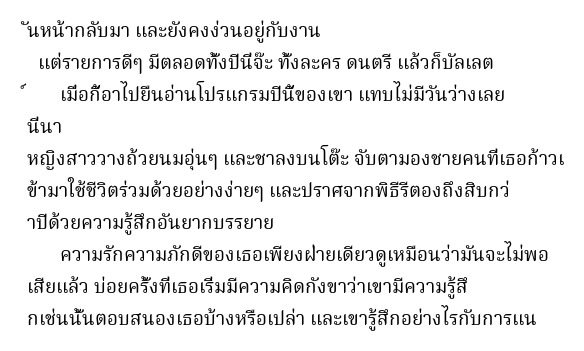 ันหน้ากลับมา และยังคงง่วนอยู่กับงาน
แต่รายการดีๆ มีตลอดทั้งปีนี้จ๊ะ ทั้งละคร ดนตรี แล้วก็บัลเลต
์ เมื่อกี้อาไปยืนอ่านโปรแกรมปีนี้ของเขา แทบไม่มีวันว่างเลย
นี่นา
หญิงสาววางถ้วยนมอุ่นๆ และชาลงบนโต๊ะ จับตามองชายคนที่เธอก้าวเ
ข้ามาใช้ชีวิตร่วมด้วยอย่างง่ายๆ และปราศจากพิธีรีตองถึงสิบกว่
าปีด้วยความรู้สึกอันยากบรรยาย
ความรักความภักดีของเธอเพียงฝ่ายเดียวดูเหมือนว่ามันจะไม่พอ
เสียแล้ว บ่อยครั้งที่เธอเริ่มมีความคิดกังขาว่าเขามีความรู้สึ
กเช่นนั้นตอบสนองเธอบ้างหรือเปล่า และเขารู้สึกอย่างไรกับการแน